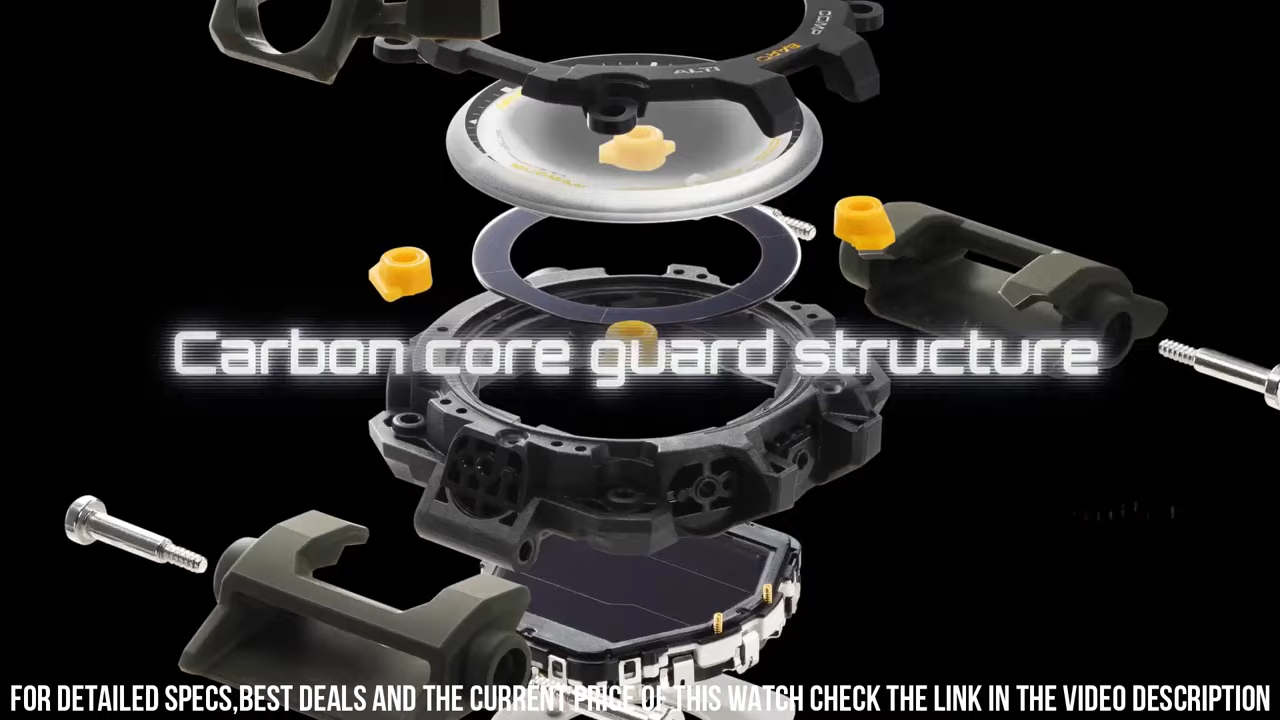 COMP
BARO
ALTI
Carbon core guard structure
FOR DETAILED SPECS,BEST DEALS AND THE CURRENT PRICE OF THIS WATCH CHECK THE LINK IN THE VIDEO DESCRIPTION